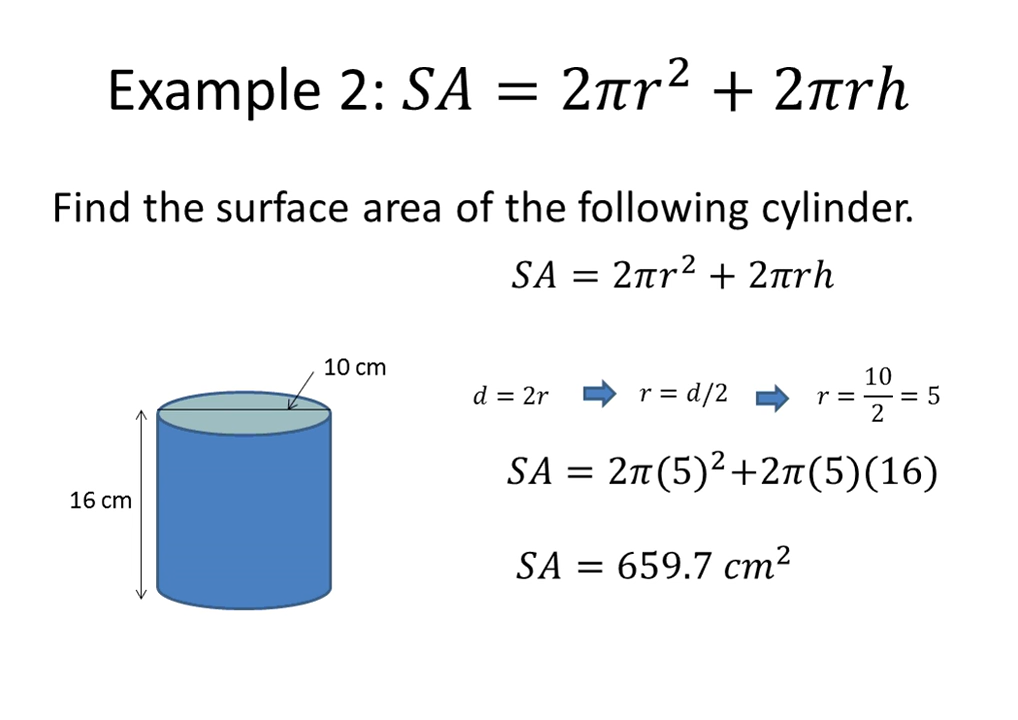 Example 2: 𝑆𝐴 = 2𝜋𝑟² + 2𝜋𝑟ℎ
Find the surface area of the following cylinder.
𝑆𝐴 = 2𝜋𝑟² + 2𝜋𝑟ℎ
10 cm
𝑑 = 2𝑟 𝑟 = 𝑑/2 𝑟 = 10/2 = 5
𝑆𝐴 = 2𝜋(5)²+2𝜋(5)(16)
16 cm
𝑆𝐴 = 659.7 𝑐𝑚²